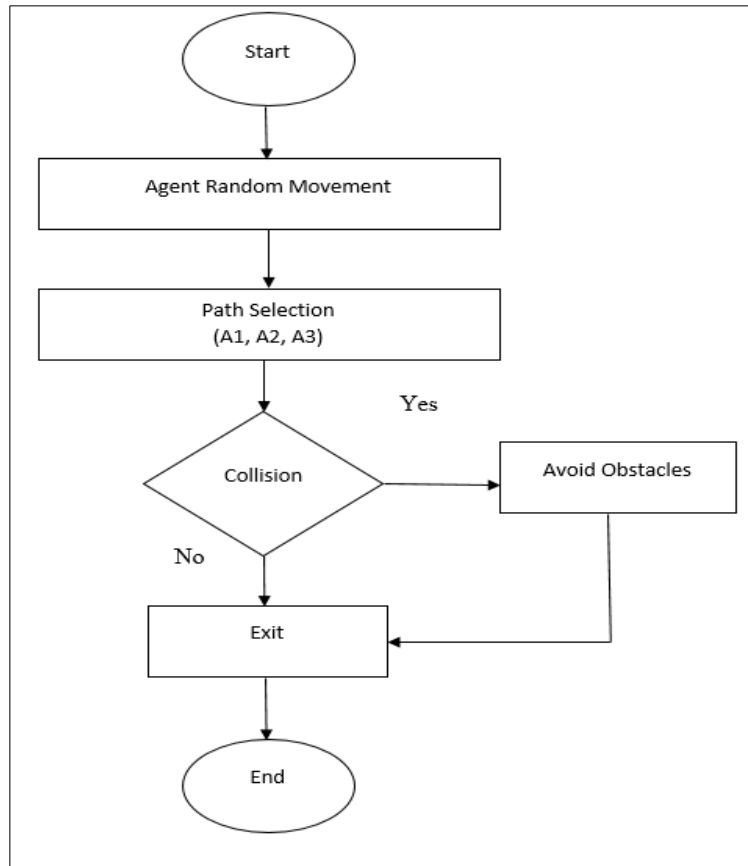 Start
Agent Random Movement
Path Selection
(A1, A2, A3)
Yes
Collision
Avoid Obstacles
No
Exit
End